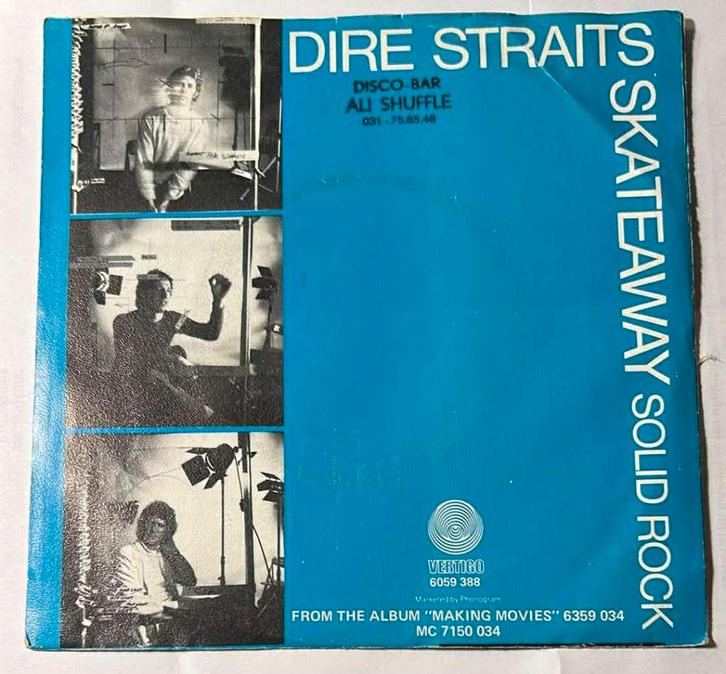 DIRE STRAITS
DISCO-BAR
ALI SHUFFLE
031-75.85.48
SKATEAWAY SOLID ROCK
VERTIGO
6059 388
Marketed by Phonogram
FROM THE ALBUM "MAKING MOVIES" 6359 034
MC 7150 034